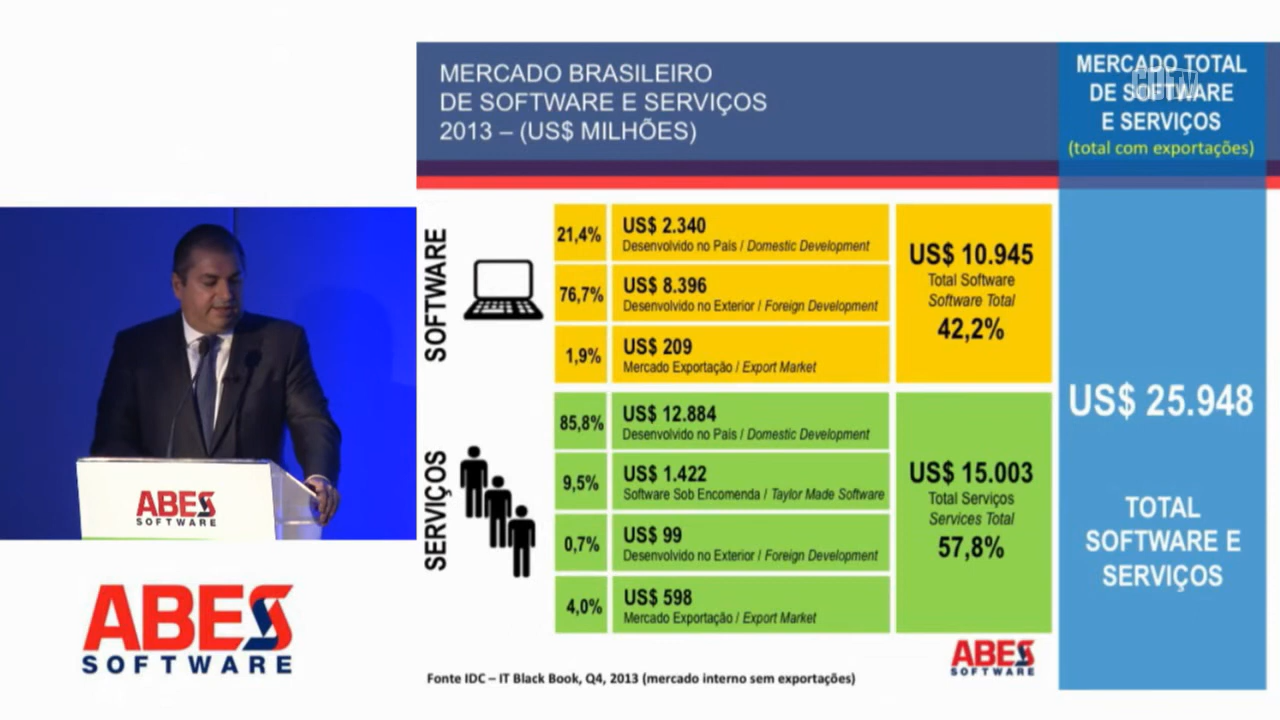 MERCADO BRASILEIRO
DE SOFTWARE E SERVIÇOS
2013 – (US$ MILHÕES)
MERCADO TOTAL
DE SOFTWARE
E SERVIÇOS
(total com exportações)
SOFTWARE
21,4%
US$ 2.340
Desenvolvido no País / Domestic Development
76,7%
US$ 8.396
Desenvolvido no Exterior / Foreign Development
1,9%
US$ 209
Mercado Exportação / Export Market
US$ 10.945
Total Software
Software Total
42,2%
SERVIÇOS
85,8%
US$ 12.884
Desenvolvido no País / Domestic Development
9,5%
US$ 1.422
Software Sob Encomenda / Taylor Made Software
0,7%
US$ 99
Desenvolvido no Exterior / Foreign Development
4,0%
US$ 598
Mercado Exportação / Export Market
US$ 15.003
Total Serviços
Services Total
57,8%
US$ 25.948
TOTAL
SOFTWARE E
SERVIÇOS
ABES
SOFTWARE
Fonte IDC – IT Black Book, Q4, 2013 (mercado interno sem exportações)
ABES
SOFTWARE
ABES
SOFTWARE